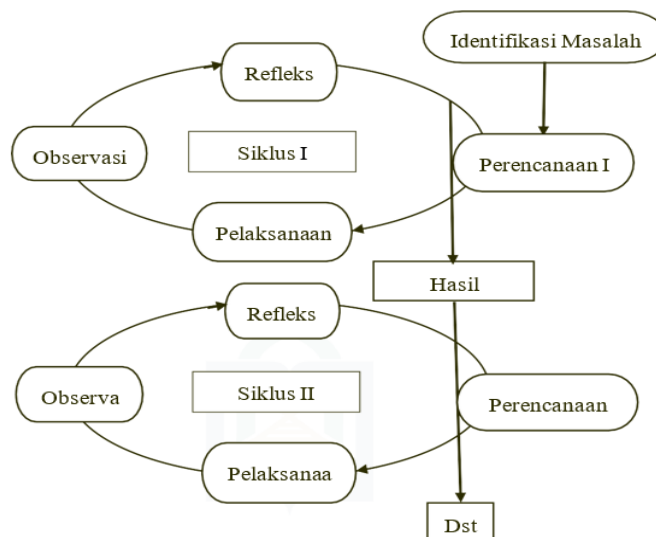 Identifikasi Masalah
Refleks
Observasi
Siklus I
Perencanaan I
Pelaksanaan
Hasil
Refleks
Observa
Siklus II
Perencanaan
Pelaksanaa
Dst